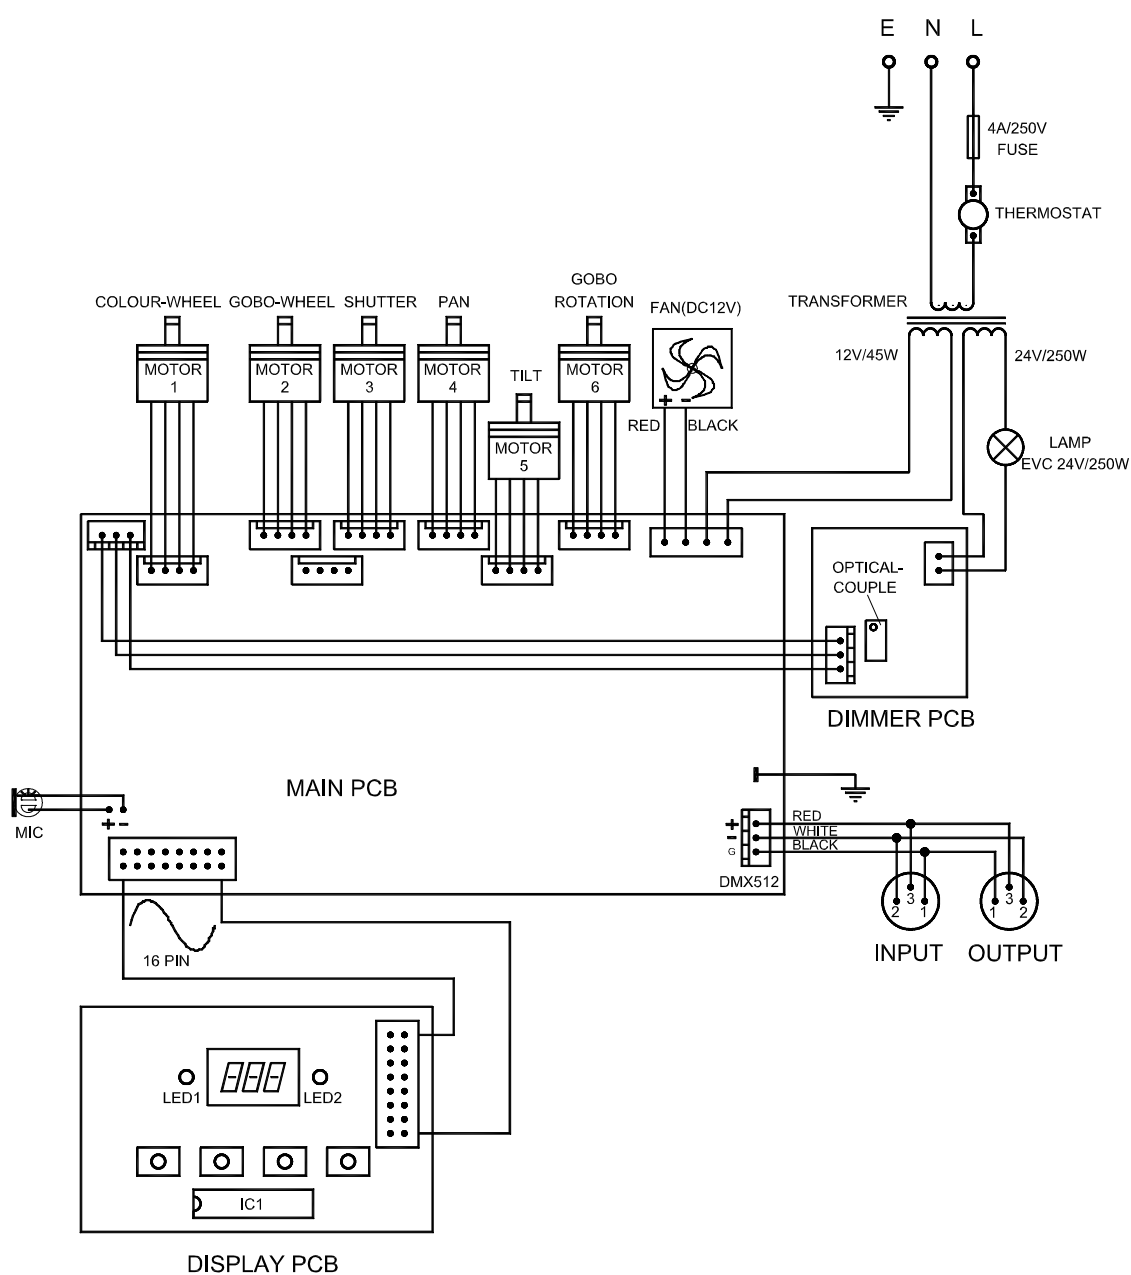 E N L
4A/250V
FUSE
THERMOSTAT
TRANSFORMER
12V/45W
24V/250W
LAMP
EVC 24V/250W
GOBO
COLOUR-WHEEL GOBO-WHEEL SHUTTER PAN ROTATION FAN(DC12V)
MOTOR
1
MOTOR
2
MOTOR
3
MOTOR
4
TILT
MOTOR
5
MOTOR
6
+ -
RED BLACK
OPTICAL-
COUPLE
DIMMER PCB
MAIN PCB
MIC
+ -
+ RED
- WHITE
G BLACK
DMX512
2 3 1
1 3 2
INPUT OUTPUT
16 PIN
LED1 888 LED2
IC1
DISPLAY PCB